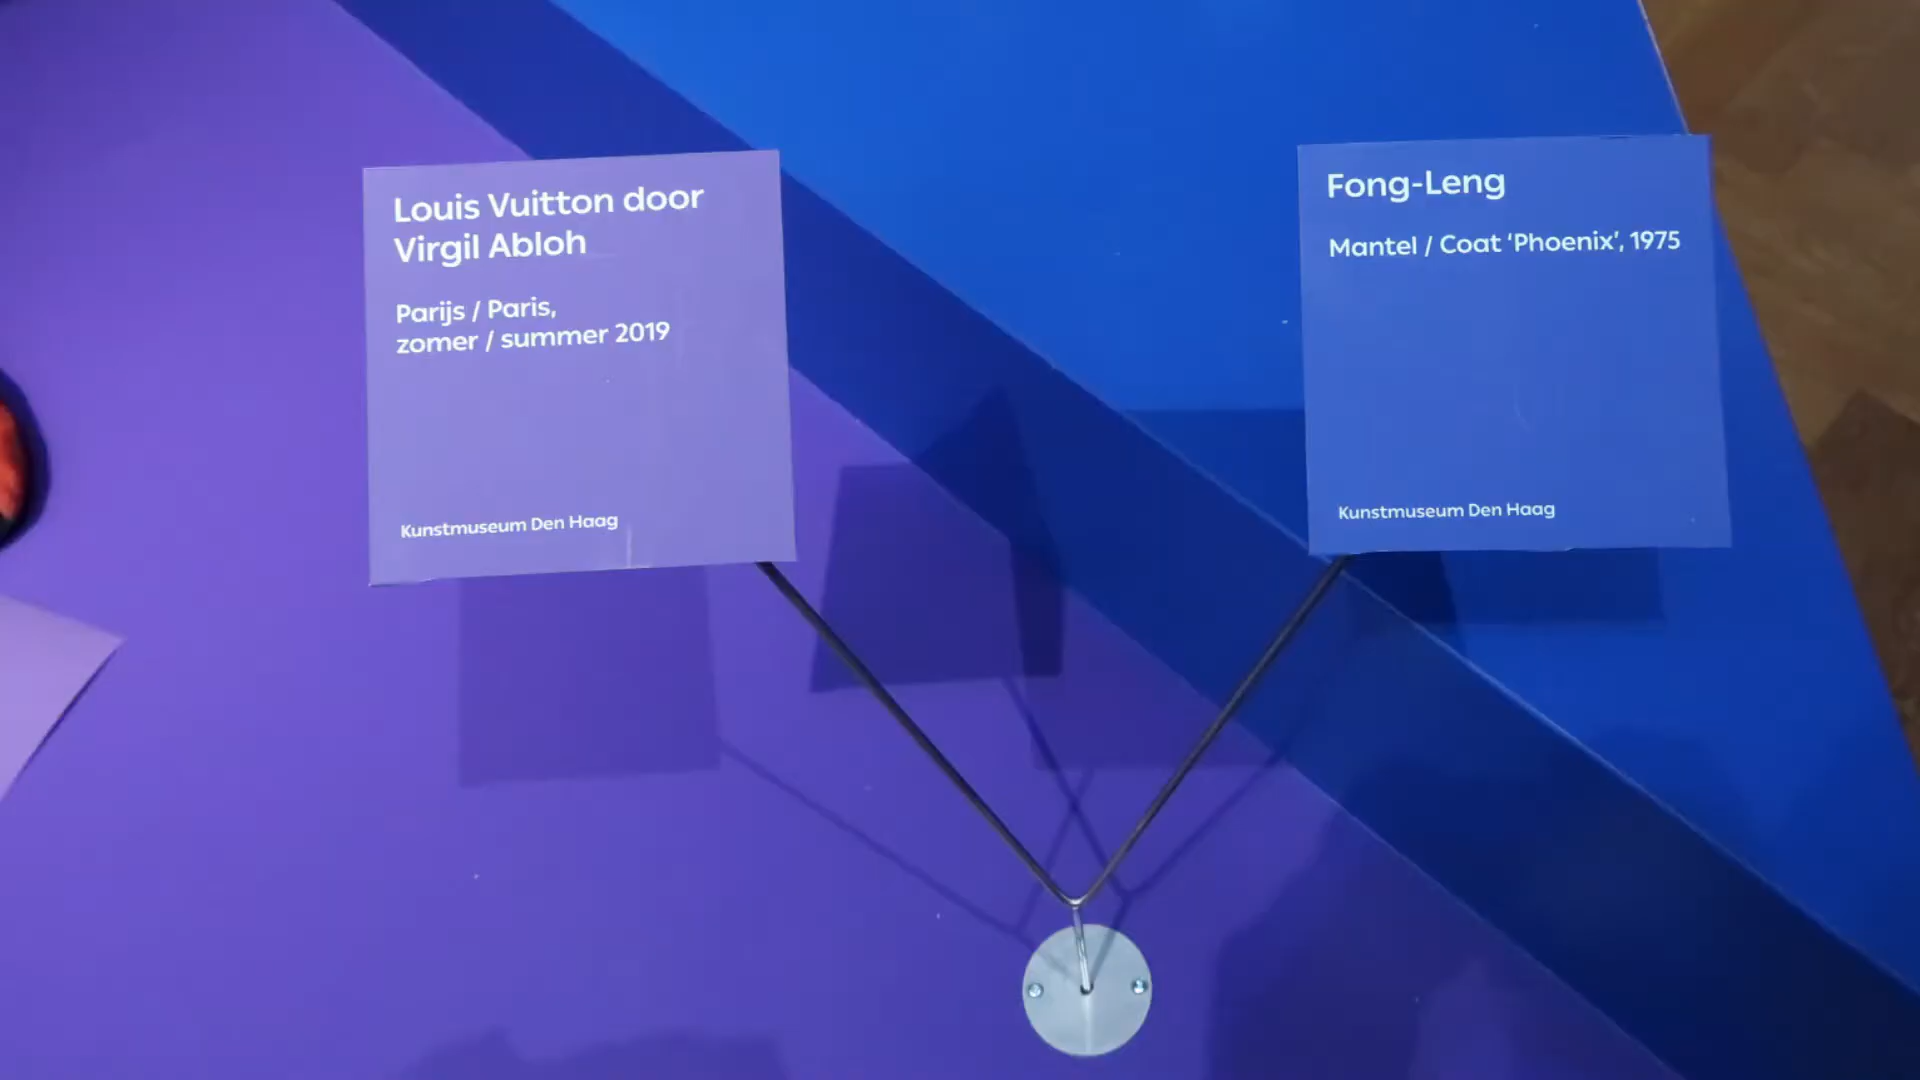 Louis Vuitton door
Virgil Abloh
Parijs / Paris,
zomer / summer 2019
Kunstmuseum Den Haag
Fong-Leng
Mantel / Coat ‘Phoenix’, 1975
Kunstmuseum Den Haag